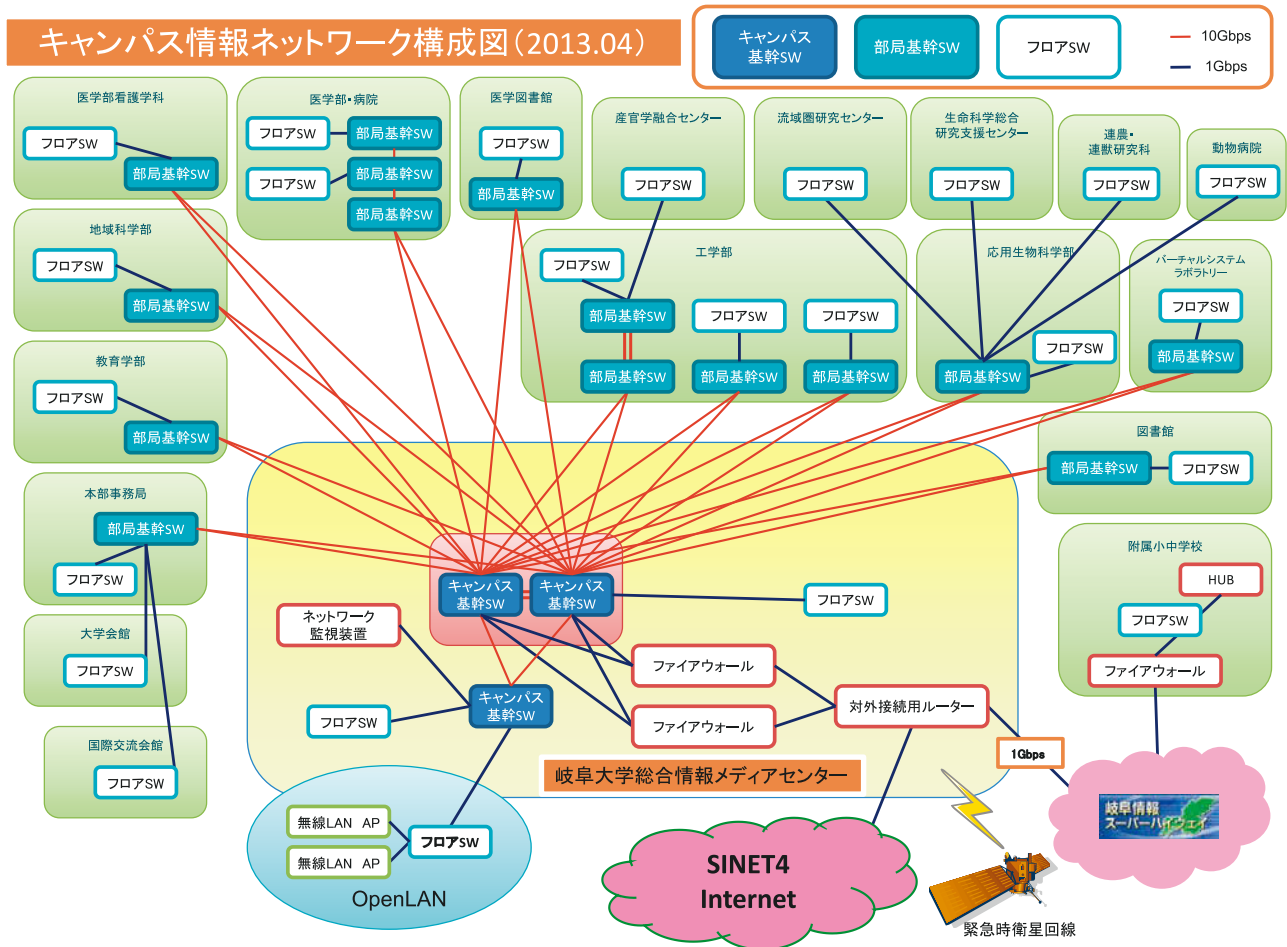 キャンパス情報ネットワーク構成図(2013.04)
キャンパス
基幹SW
部局基幹SW
フロアSW
10Gbps
1Gbps
医学部看護学科
フロアSW
部局基幹SW
医学部・病院
フロアSW
部局基幹SW
フロアSW
部局基幹SW
部局基幹SW
医学図書館
フロアSW
部局基幹SW
産官学融合センター
フロアSW
流域圏研究センター
フロアSW
生命科学総合
研究支援センター
フロアSW
連農・
連獣研究科
フロアSW
動物病院
フロアSW
地域科学部
フロアSW
部局基幹SW
工学部
フロアSW
部局基幹SW
フロアSW
フロアSW
部局基幹SW
部局基幹SW
部局基幹SW
応用生物科学部
フロアSW
部局基幹SW
バーチャルシステム
ラボラトリー
フロアSW
部局基幹SW
教育学部
フロアSW
部局基幹SW
図書館
部局基幹SW
フロアSW
本部事務局
部局基幹SW
フロアSW
大学会館
フロアSW
国際交流会館
フロアSW
キャンパス
基幹SW
キャンパス
基幹SW
フロアSW
ネットワーク
監視装置
ファイアウォール
キャンパス
基幹SW
フロアSW
ファイアウォール
対外接続用ルーター
岐阜大学総合情報メディアセンター
附属小中学校
HUB
フロアSW
ファイアウォール
1Gbps
岐阜情報
スーパーハイウェイ
無線LAN AP
無線LAN AP
フロアSW
OpenLAN
SINET4
Internet
緊急時衛星回線